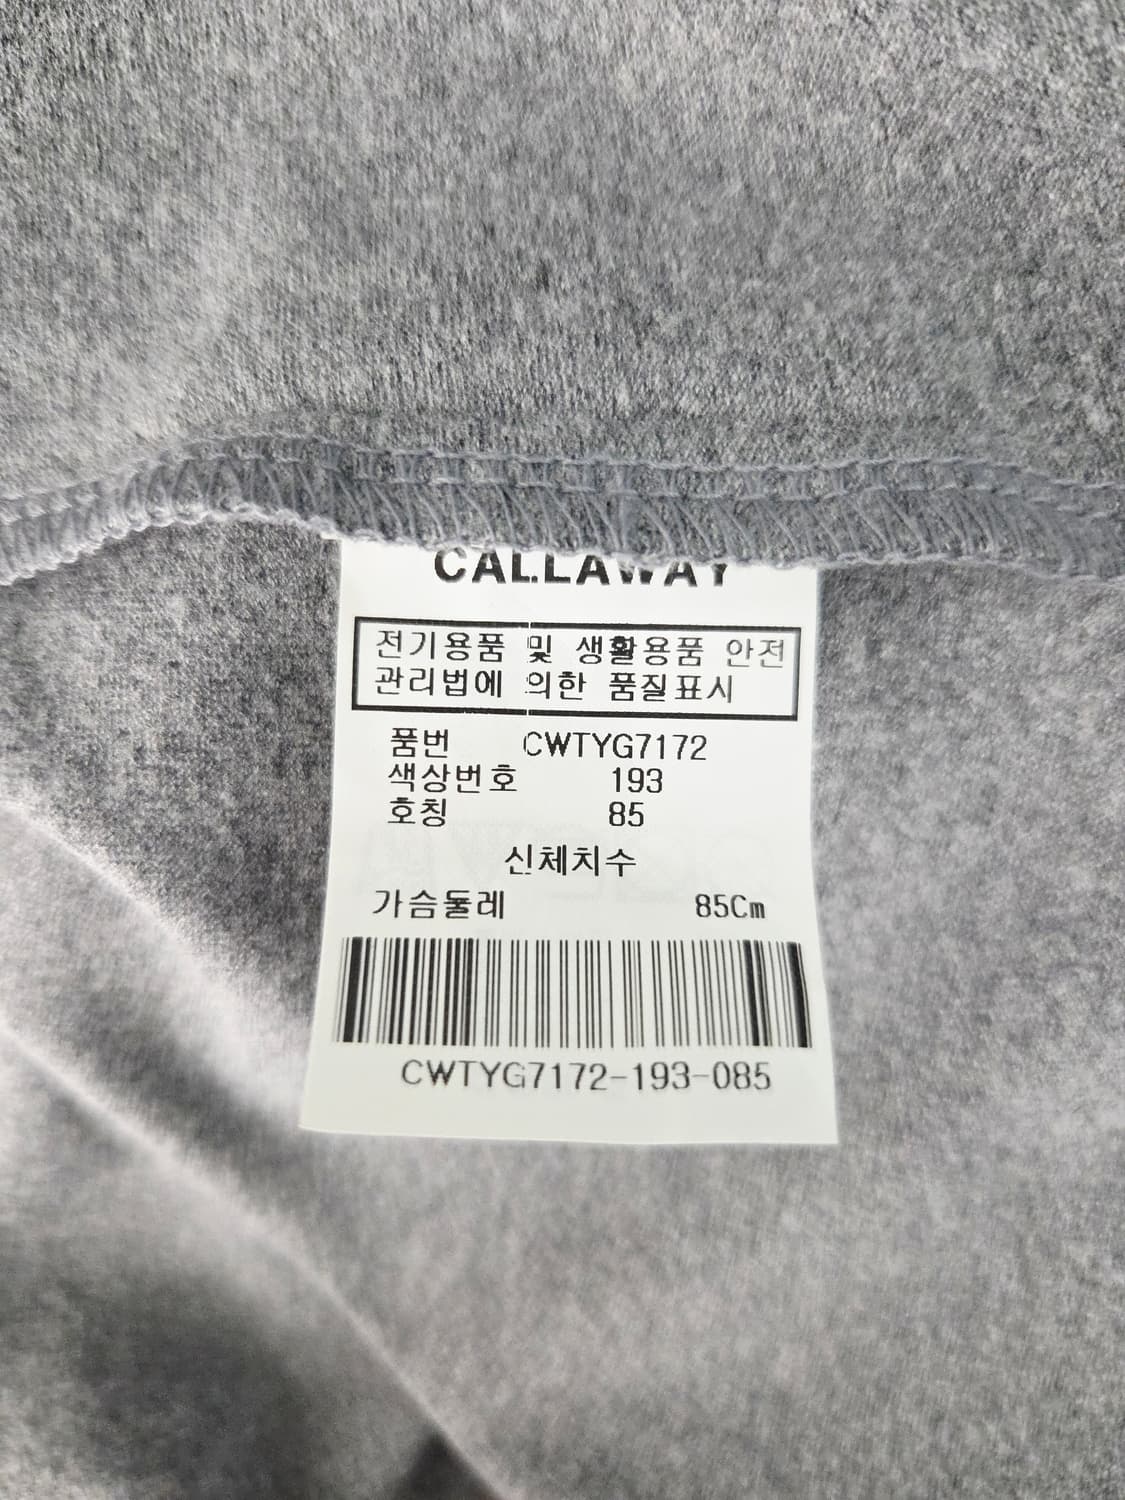 CALLAWAY
전기용품 및 생활용품 안전
관리법에 의한 품질표시
품번 CWTYG7172
색상번호 193
호칭 85
신체치수
가슴둘레 85Cm
CWTYG7172-193-085